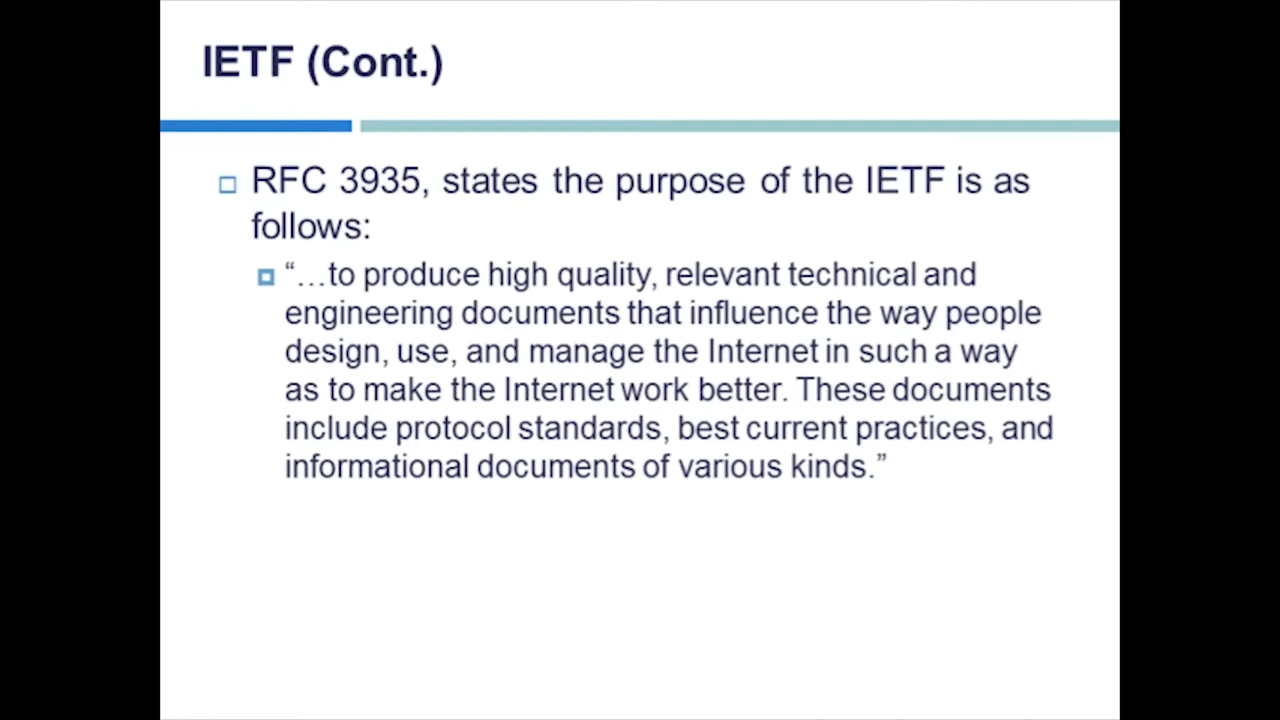 IETF (Cont.)
RFC 3935, states the purpose of the IETF is as
follows:
“…to produce high quality, relevant technical and
engineering documents that influence the way people
design, use, and manage the Internet in such a way
as to make the Internet work better. These documents
include protocol standards, best current practices, and
informational documents of various kinds.”